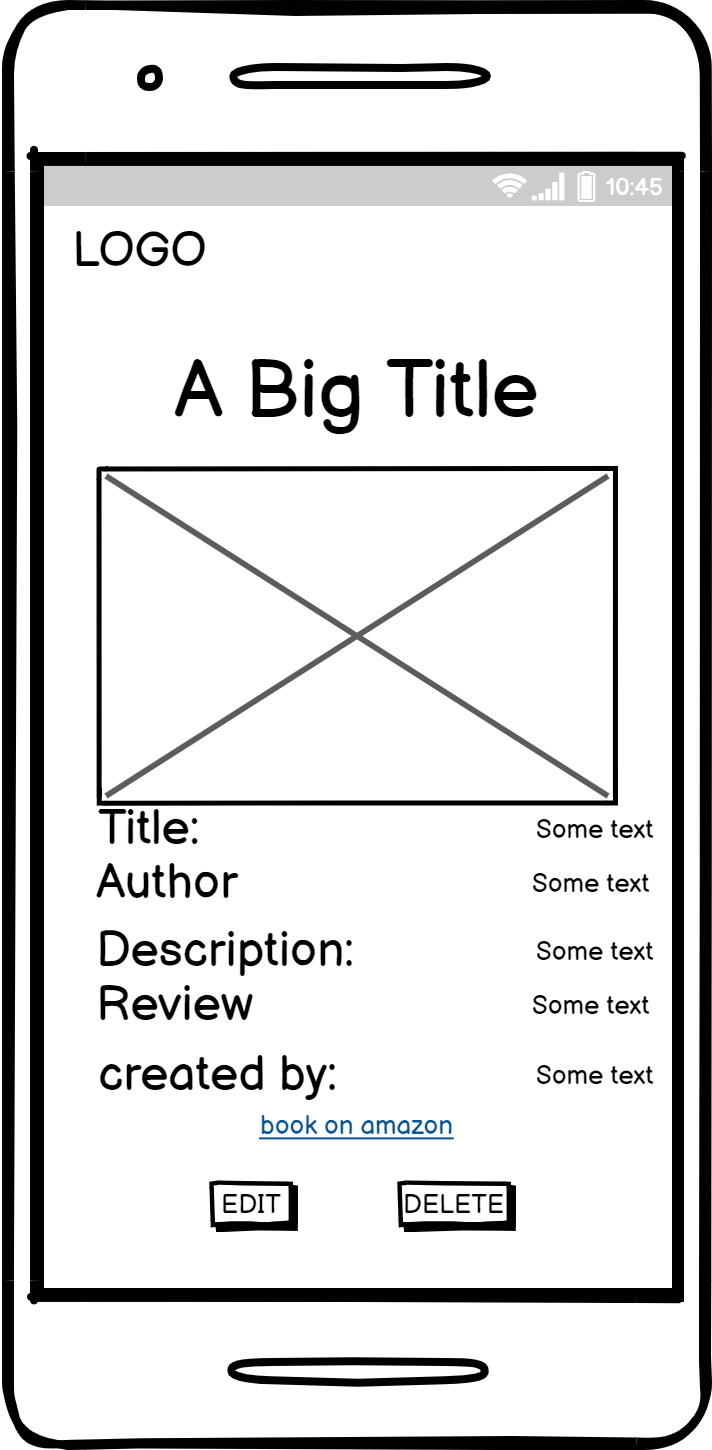 10:45
LOGO
A Big Title
Title: Some text
Author Some text
Description: Some text
Review Some text
created by: Some text
book on amazon
EDIT DELETE